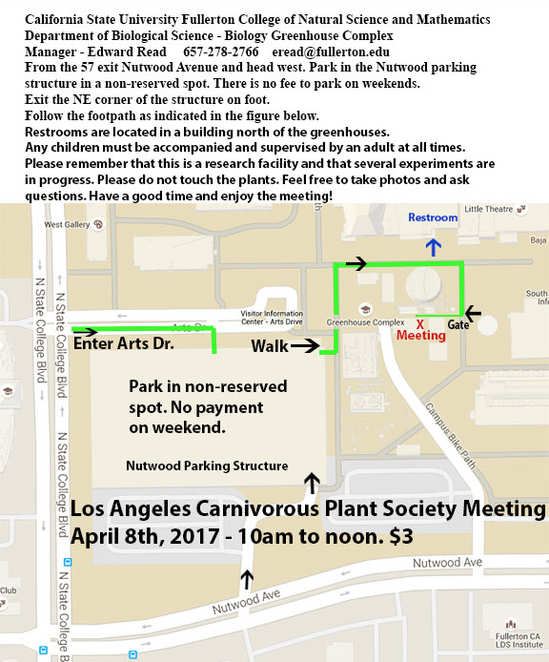 California State University Fullerton College of Natural Science and Mathematics
Department of Biological Science - Biology Greenhouse Complex
Manager - Edward Read 657-278-2766 eread@fullerton.edu
From the 57 exit Nutwood Avenue and head west. Park in the Nutwood parking
structure in a non-reserved spot. There is no fee to park on weekends.
Exit the NE corner of the structure on foot.
Follow the footpath as indicated in the figure below.
Restrooms are located in a building north of the greenhouses.
Any children must be accompanied and supervised by an adult at all times.
Please remember that this is a research facility and that several experiments are
in progress. Please do not touch the plants. Feel free to take photos and ask
questions. Have a good time and enjoy the meeting!
Little Theatre
Restroom
West Gallery
Baja
N State College Blvd
N State College Blvd
South
Inf
Visitor Information
Center - Arts Drive
Greenhouse Complex
X
Gate
Meeting
Arts Dr
Enter Arts Dr.
Walk
Park in non-reserved
spot. No payment
on weekend.
Campus Bike Path
N State College Blvd
Nutwood Parking Structure
Los Angeles Carnivorous Plant Society Meeting
April 8th, 2017 - 10am to noon. $3
Nutwood Ave
Nutwood Ave
N State College B
Club
Fullerton CA
LDS Institute